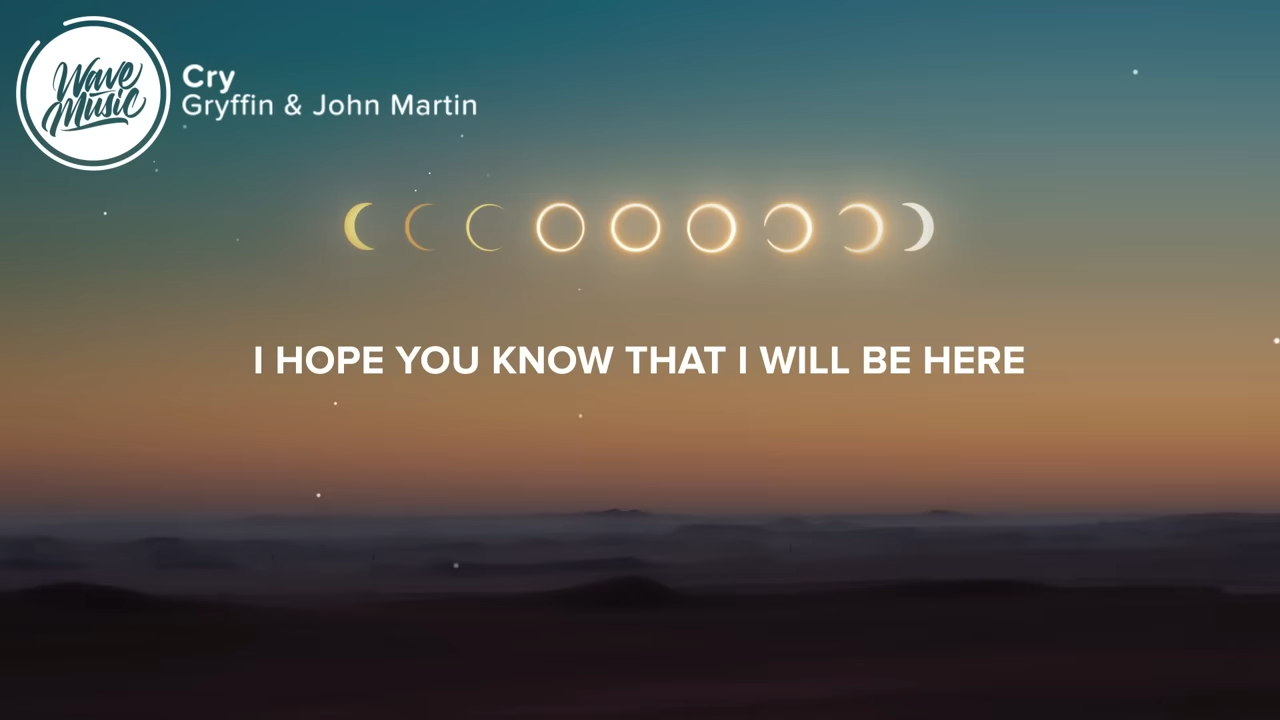 Wave
Music
Cry
Gryffin & John Martin
I HOPE YOU KNOW THAT I WILL BE HERE